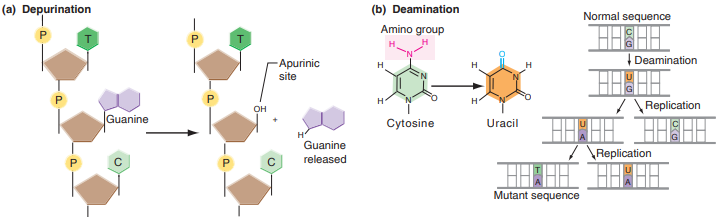 (a) Depurination
P
T
P
Guanine
P
C
P
T
Apurinic
site
P
OH
+
H
Guanine
released
P
C
(b) Deamination
Amino group
H
H
N
H
N
H
N
O
Cytosine
O
H
H
N
H
N
O
H
Uracil
Normal sequence
C
G
Deamination
U
G
Replication
U
A
C
G
Replication
T
A
U
A
Mutant sequence